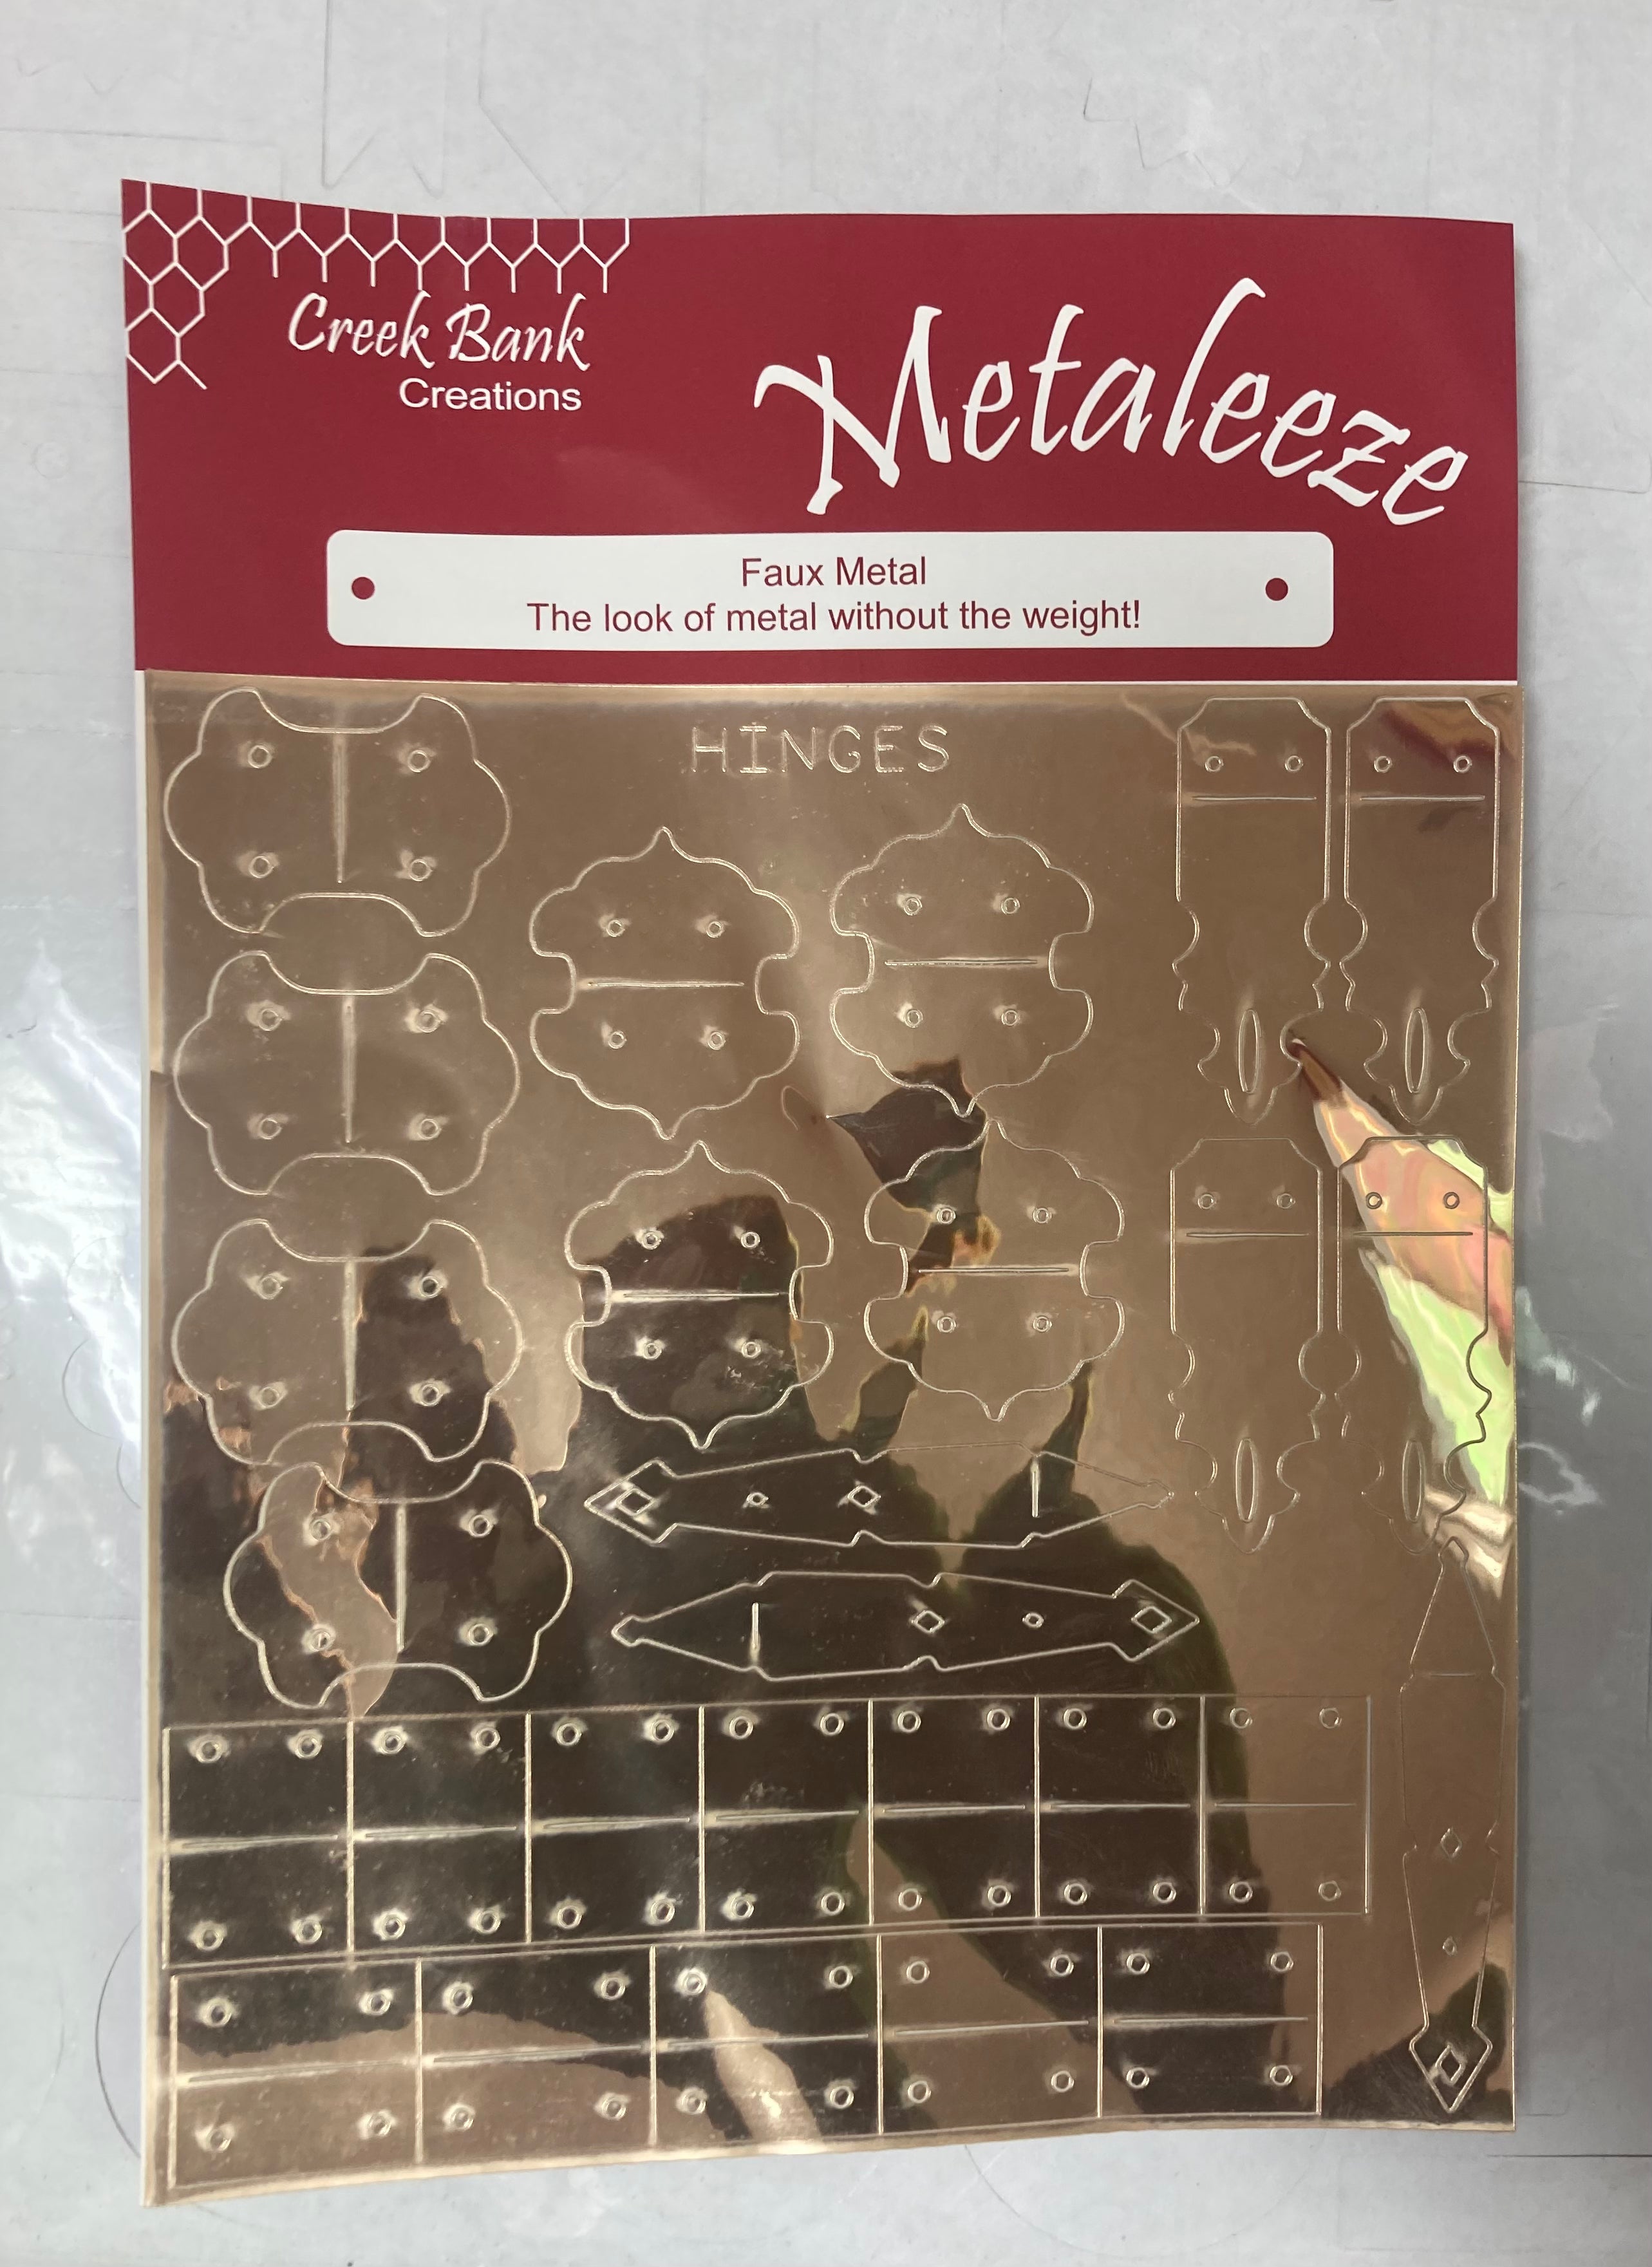 Creek Bank
Creations
Metaleeze
Faux Metal
The look of metal without the weight!
HINGES